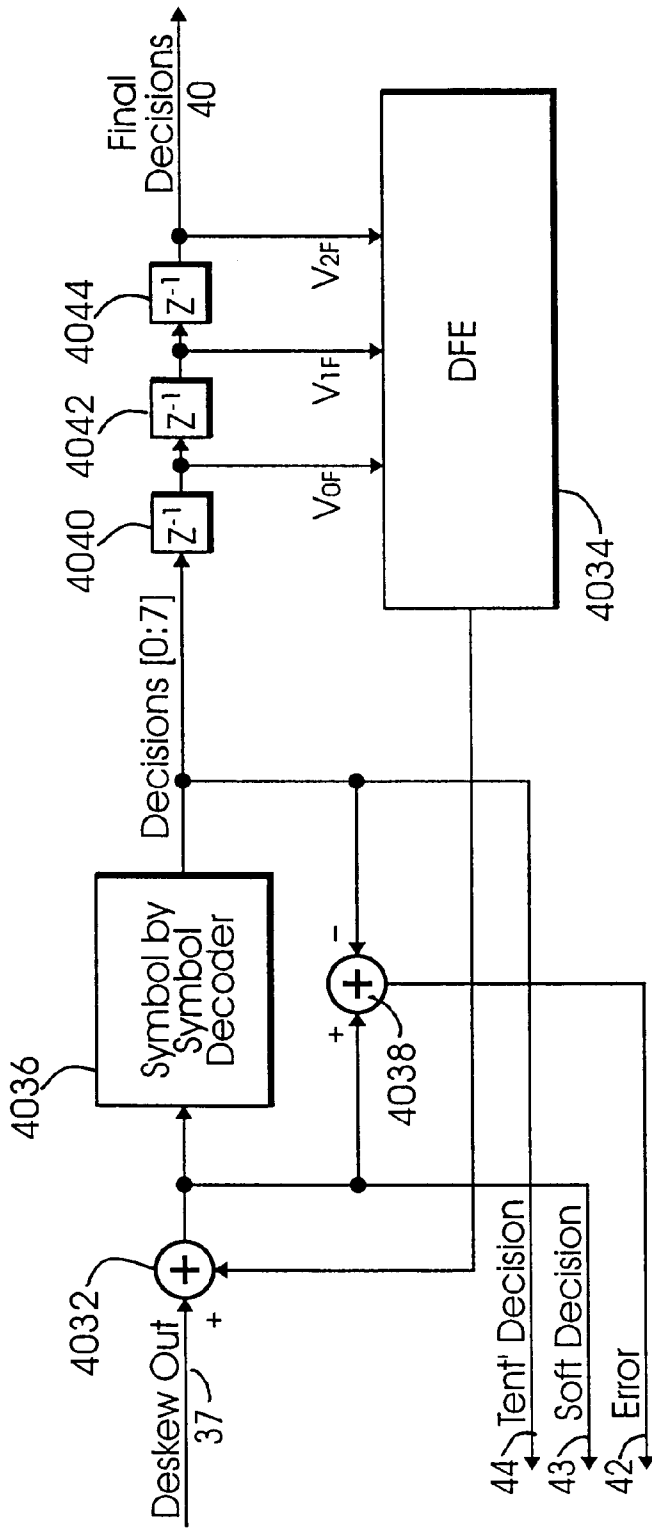 Deskew Out
37
+
4032
+
4036
Symbol by
Symbol
Decoder
Decisions [0:7]
4040
Z-1
4042
Z-1
4044
Z-1
Final
Decisions
40
V0F
V1F
V2F
DFE
4034
+
-
+
4038
44 Tent' Decision
43 Soft Decision
42 Error